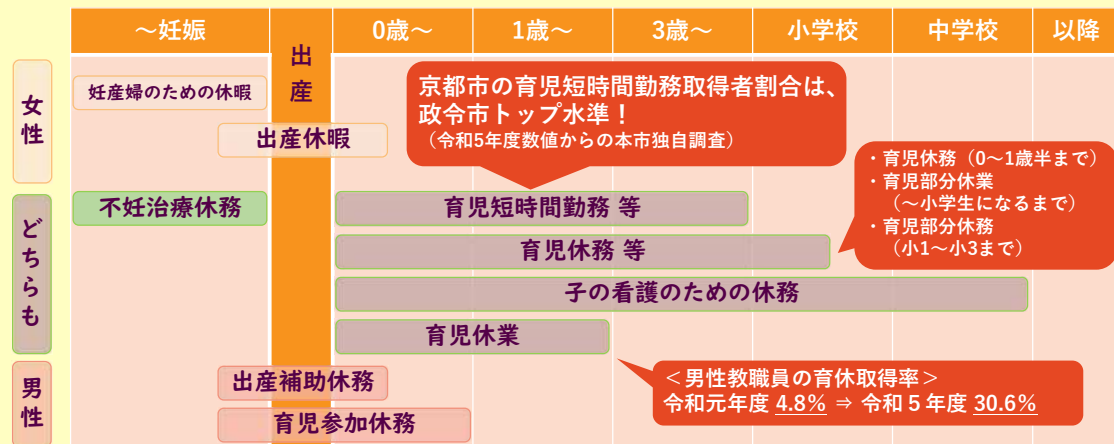 ～妊娠
出産
0歳～
1歳～
3歳～
小学校
中学校
以降
女性
妊産婦のための休暇
出産休暇
京都市の育児短時間勤務取得者割合は、
政令市トップ水準！
（令和5年度数値からの本市独自調査）
・育児休務（0～1歳半まで）
・育児部分休業
（～小学生になるまで）
・育児部分休務
（小1～小3まで）
どちらも
不妊治療休務
育児短時間勤務 等
育児休務 等
子の看護のための休務
育児休業
男性
出産補助休務
育児参加休務
＜男性教職員の育休取得率＞
令和元年度 4.8% ⇒ 令和５年度 30.6%